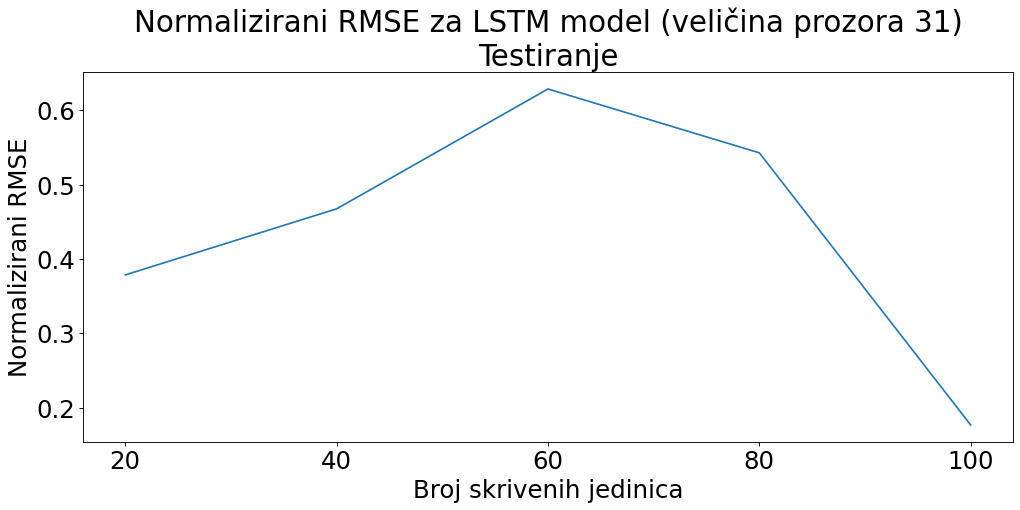 Normalizirani RMSE za LSTM model (veličina prozora 31)
Testiranje
Normalizirani RMSE
0.6
0.5
0.4
0.3
0.2
20 40 60 80 100
Broj skrivenih jedinica